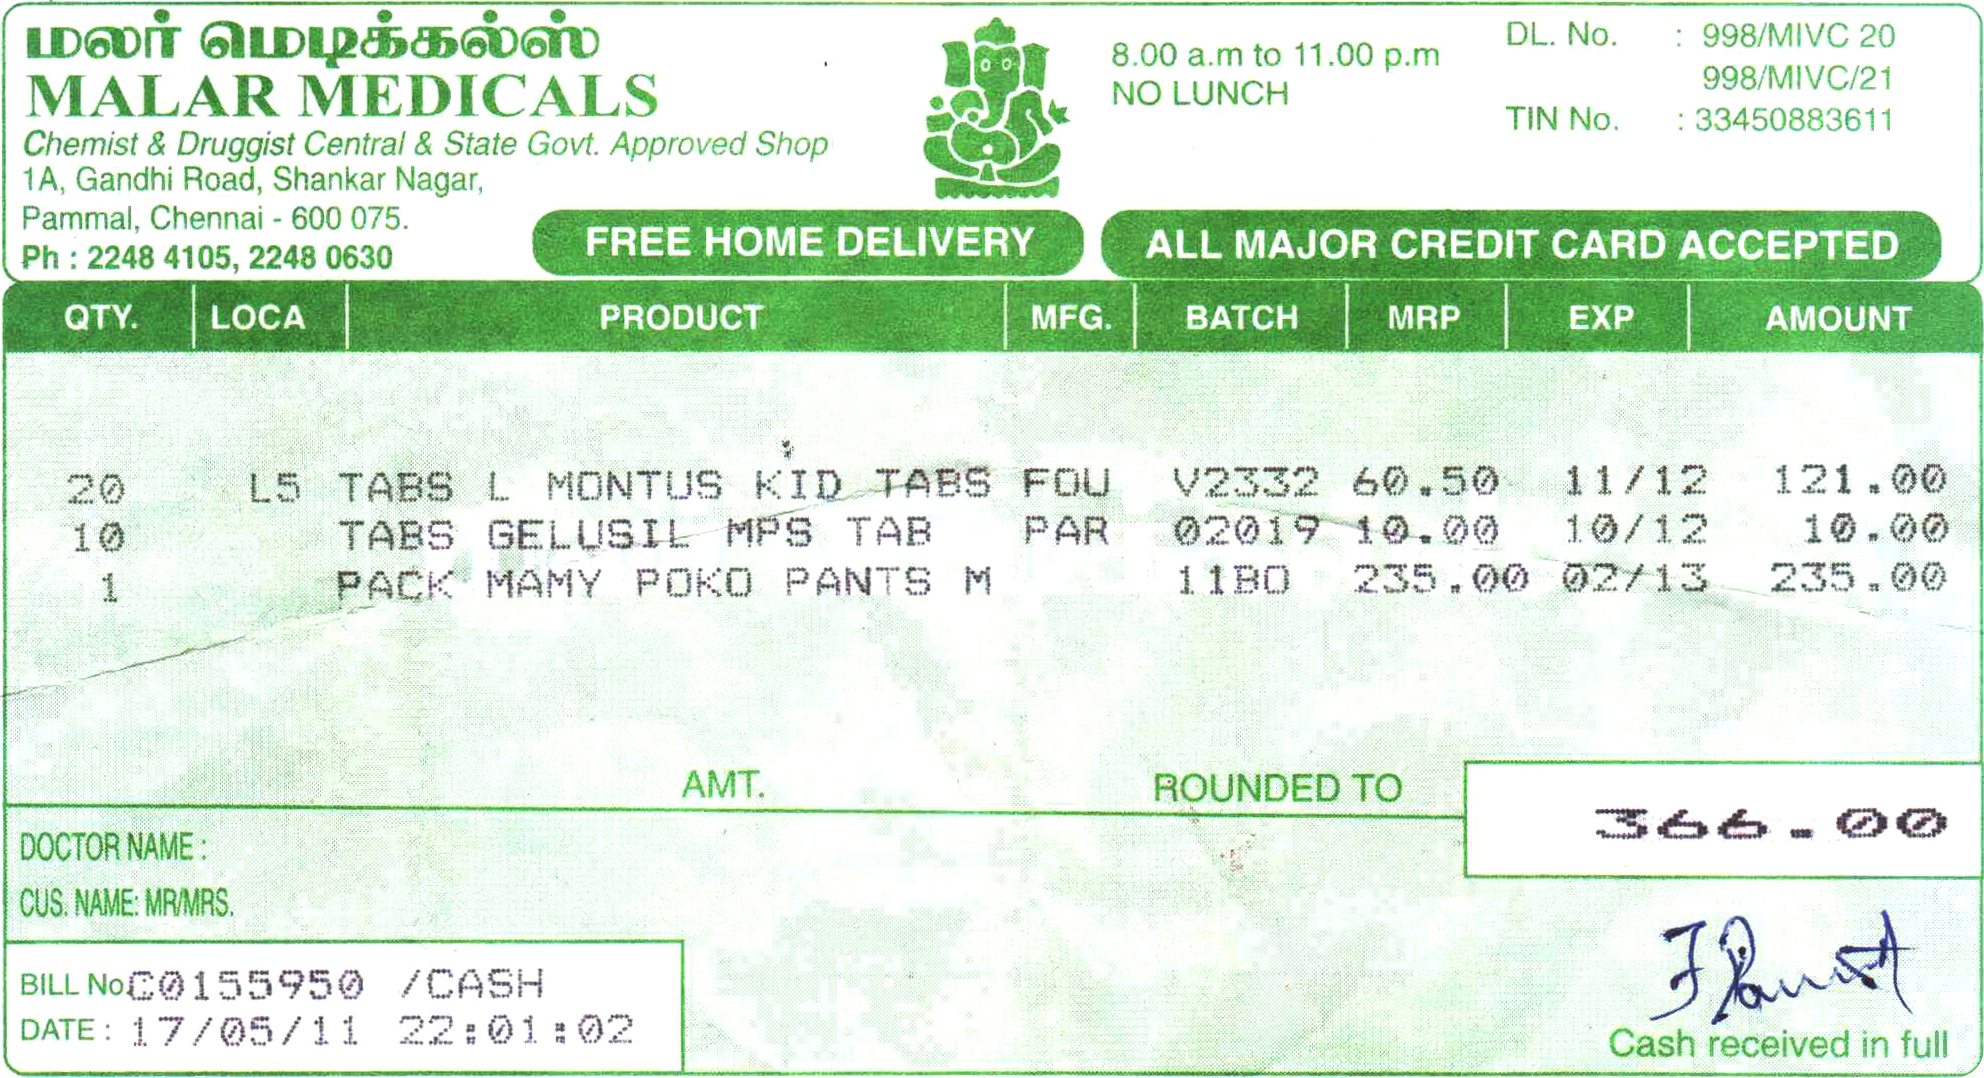 மலர் மெடிக்கல்ஸ்
MALAR MEDICALS
Chemist & Druggist Central & State Govt. Approved Shop
1A, Gandhi Road, Shankar Nagar,
Pammal, Chennai - 600 075.
Ph : 2248 4105, 2248 0630
8.00 a.m to 11.00 p.m
NO LUNCH
DL. No. : 998/MIVC 20
998/MIVC/21
TIN No. : 33450883611
FREE HOME DELIVERY
ALL MAJOR CREDIT CARD ACCEPTED
QTY. LOCA PRODUCT MFG. BATCH MRP EXP AMOUNT
20 L5 TABS L MONTUS KID TABS FOU V2332 60.50 11/12 121.00
10 TABS GELUSIL MPS TAB PAR 02019 10.00 10/12 10.00
1 PACK MAMY POKO PANTS M 11BO 235.00 02/13 235.00
AMT. ROUNDED TO 366.00
DOCTOR NAME :
CUS. NAME: MR/MRS.
BILL No. C0155950 /CASH
DATE : 17/05/11 22:01:02
Cash received in full